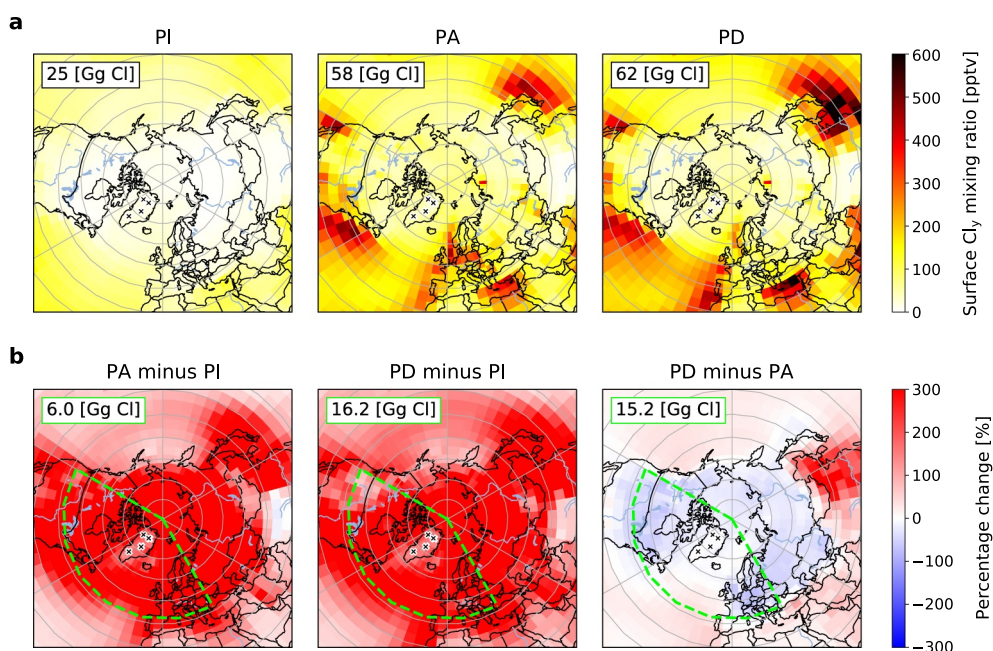 a
PI
PA
PD
25 [Gg Cl]
58 [Gg Cl]
62 [Gg Cl]
600
500
400
300
200
100
0
Surface Clᵧ mixing ratio [pptv]
b
PA minus PI
PD minus PI
PD minus PA
6.0 [Gg Cl]
16.2 [Gg Cl]
15.2 [Gg Cl]
300
200
100
0
−100
−200
−300
Percentage change [%]